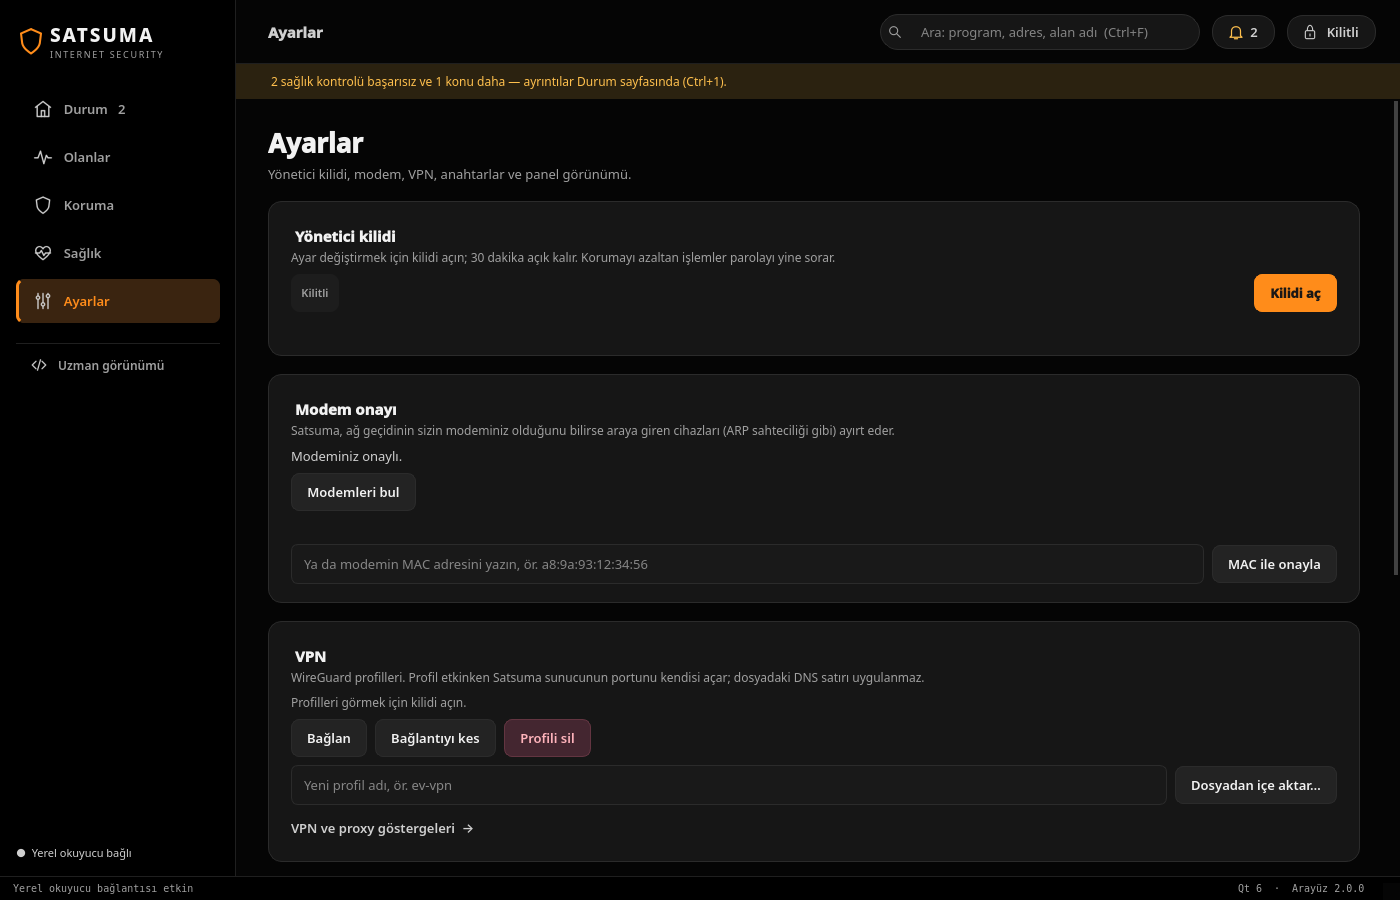 SATSUMA
INTERNET SECURITY
Durum 2
Olanlar
Koruma
Sağlık
Ayarlar
Uzman görünümü
Yerel okuyucu bağlı
Ayarlar
Ara: program, adres, alan adı (Ctrl+F)
2
Kilitli
2 sağlık kontrolü başarısız ve 1 konu daha — ayrıntılar Durum sayfasında (Ctrl+1).
Ayarlar
Yönetici kilidi, modem, VPN, anahtarlar ve panel görünümü.
Yönetici kilidi
Ayar değiştirmek için kilidi açın; 30 dakika açık kalır. Korumayı azaltan işlemler parolayı yine sorar.
Kilitli
Kilidi aç
Modem onayı
Satsuma, ağ geçidinin sizin modeminiz olduğunu bilirse araya giren cihazları (ARP sahteciliği gibi) ayırt eder.
Modeminiz onaylı.
Modemleri bul
Ya da modemin MAC adresini yazın, ör. a8:9a:93:12:34:56
MAC ile onayla
VPN
WireGuard profilleri. Profil etkinken Satsuma sunucunun portunu kendisi açar; dosyadaki DNS satırı uygulanmaz.
Profilleri görmek için kilidi açın.
Bağlan
Bağlantıyı kes
Profili sil
Yeni profil adı, ör. ev-vpn
Dosyadan içe aktar...
VPN ve proxy göstergeleri →
Yerel okuyucu bağlantısı etkin
Qt 6 · Arayüz 2.0.0